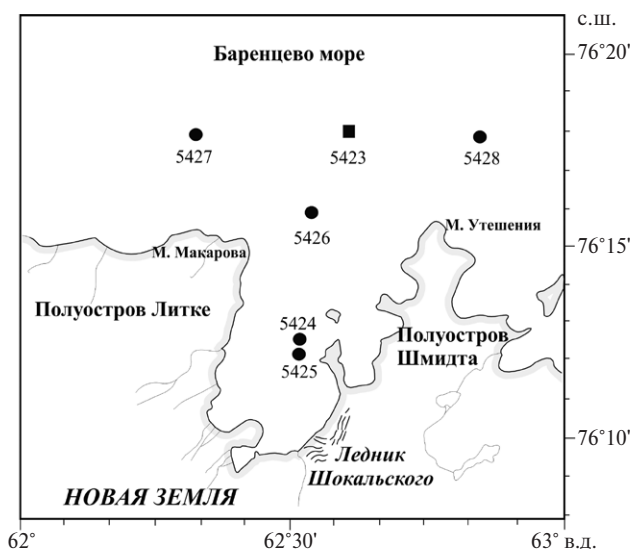 с.ш.
76°20'
Баренцево море
5427
5423
5428
5426
М. Утешения
76°15'
М. Макарова
Полуостров Литке
5424
Полуостров
Шмидта
5425
76°10'
Ледник
Шокальского
НОВАЯ ЗЕМЛЯ
62°
62°30'
63° в.д.